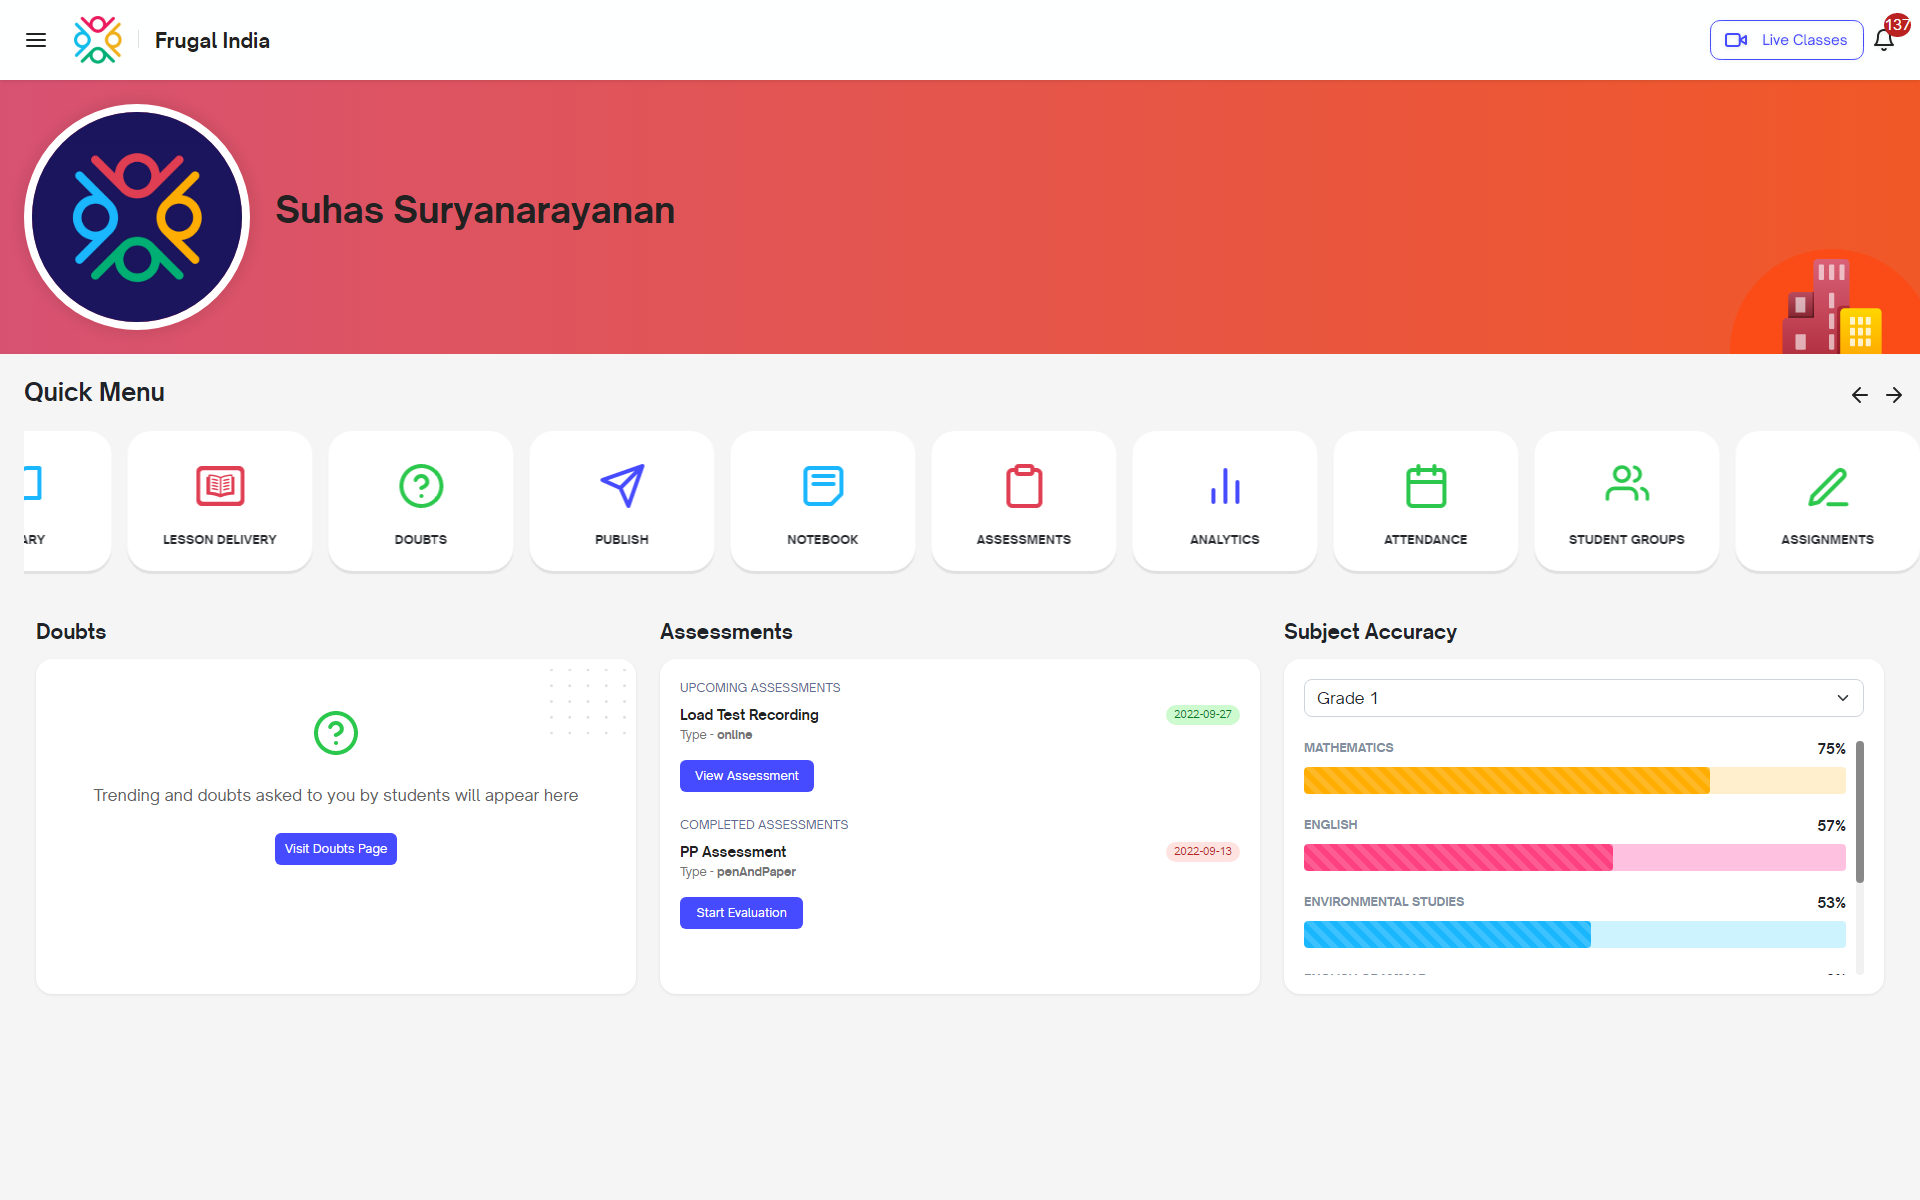 Frugal India
Live Classes
137
Suhas Suryanarayanan
Quick Menu
ARY
LESSON DELIVERY
DOUBTS
PUBLISH
NOTEBOOK
ASSESSMENTS
ANALYTICS
ATTENDANCE
STUDENT GROUPS
ASSIGNMENTS
Doubts
Trending and doubts asked to you by students will appear here
Visit Doubts Page
Assessments
UPCOMING ASSESSMENTS
Load Test Recording
2022-09-27
Type - online
View Assessment
COMPLETED ASSESSMENTS
PP Assessment
2022-09-13
Type - penAndPaper
Start Evaluation
Subject Accuracy
Grade 1
MATHEMATICS
75%
ENGLISH
57%
ENVIRONMENTAL STUDIES
53%